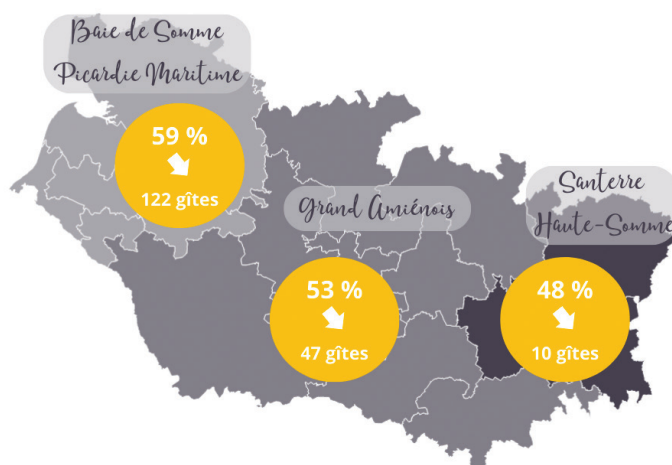 Baie de Somme
Picardie Maritime
59 %
122 gîtes
Grand Amiénois
53 %
47 gîtes
Santerre
Haute-Somme
48 %
10 gîtes